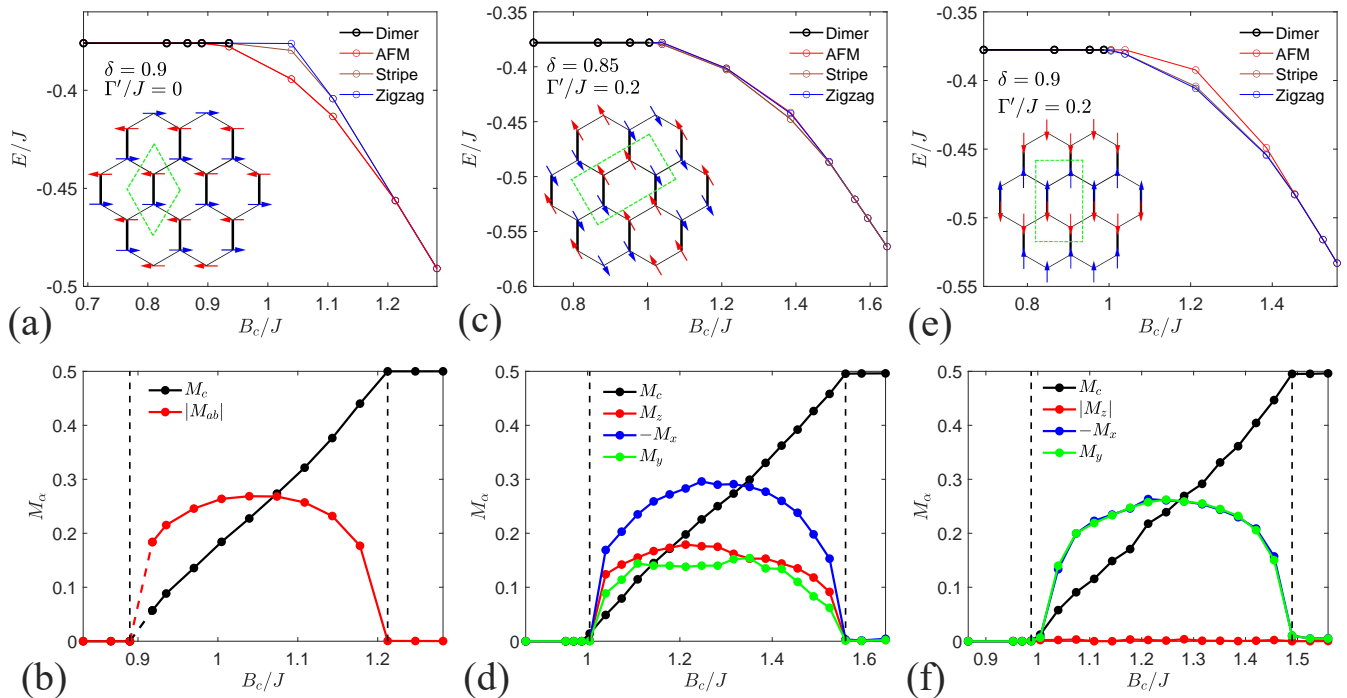 -0.4
-0.45
-0.5
E/J
0.7 0.8 0.9 1 1.1 1.2
B_c/J
Dimer
AFM
Stripe
Zigzag
δ = 0.9
Γ′/J = 0
(a)
-0.35
-0.4
-0.45
-0.5
-0.55
-0.6
E/J
0.8 1 1.2 1.4 1.6
B_c/J
Dimer
AFM
Stripe
Zigzag
δ = 0.85
Γ′/J = 0.2
(c)
-0.35
-0.4
-0.45
-0.5
-0.55
E/J
0.8 1 1.2 1.4
B_c/J
Dimer
AFM
Stripe
Zigzag
δ = 0.9
Γ′/J = 0.2
(e)
0.5
0.4
0.3
0.2
0.1
0
M_α
0.9 1 1.1 1.2
B_c/J
M_c
|M_ab|
(b)
0.5
0.4
0.3
0.2
0.1
0
M_α
1 1.2 1.4 1.6
B_c/J
M_c
M_z
−M_x
M_y
(d)
0.5
0.4
0.3
0.2
0.1
0
M_α
0.9 1 1.1 1.2 1.3 1.4 1.5
B_c/J
M_c
|M_z|
−M_x
M_y
(f)